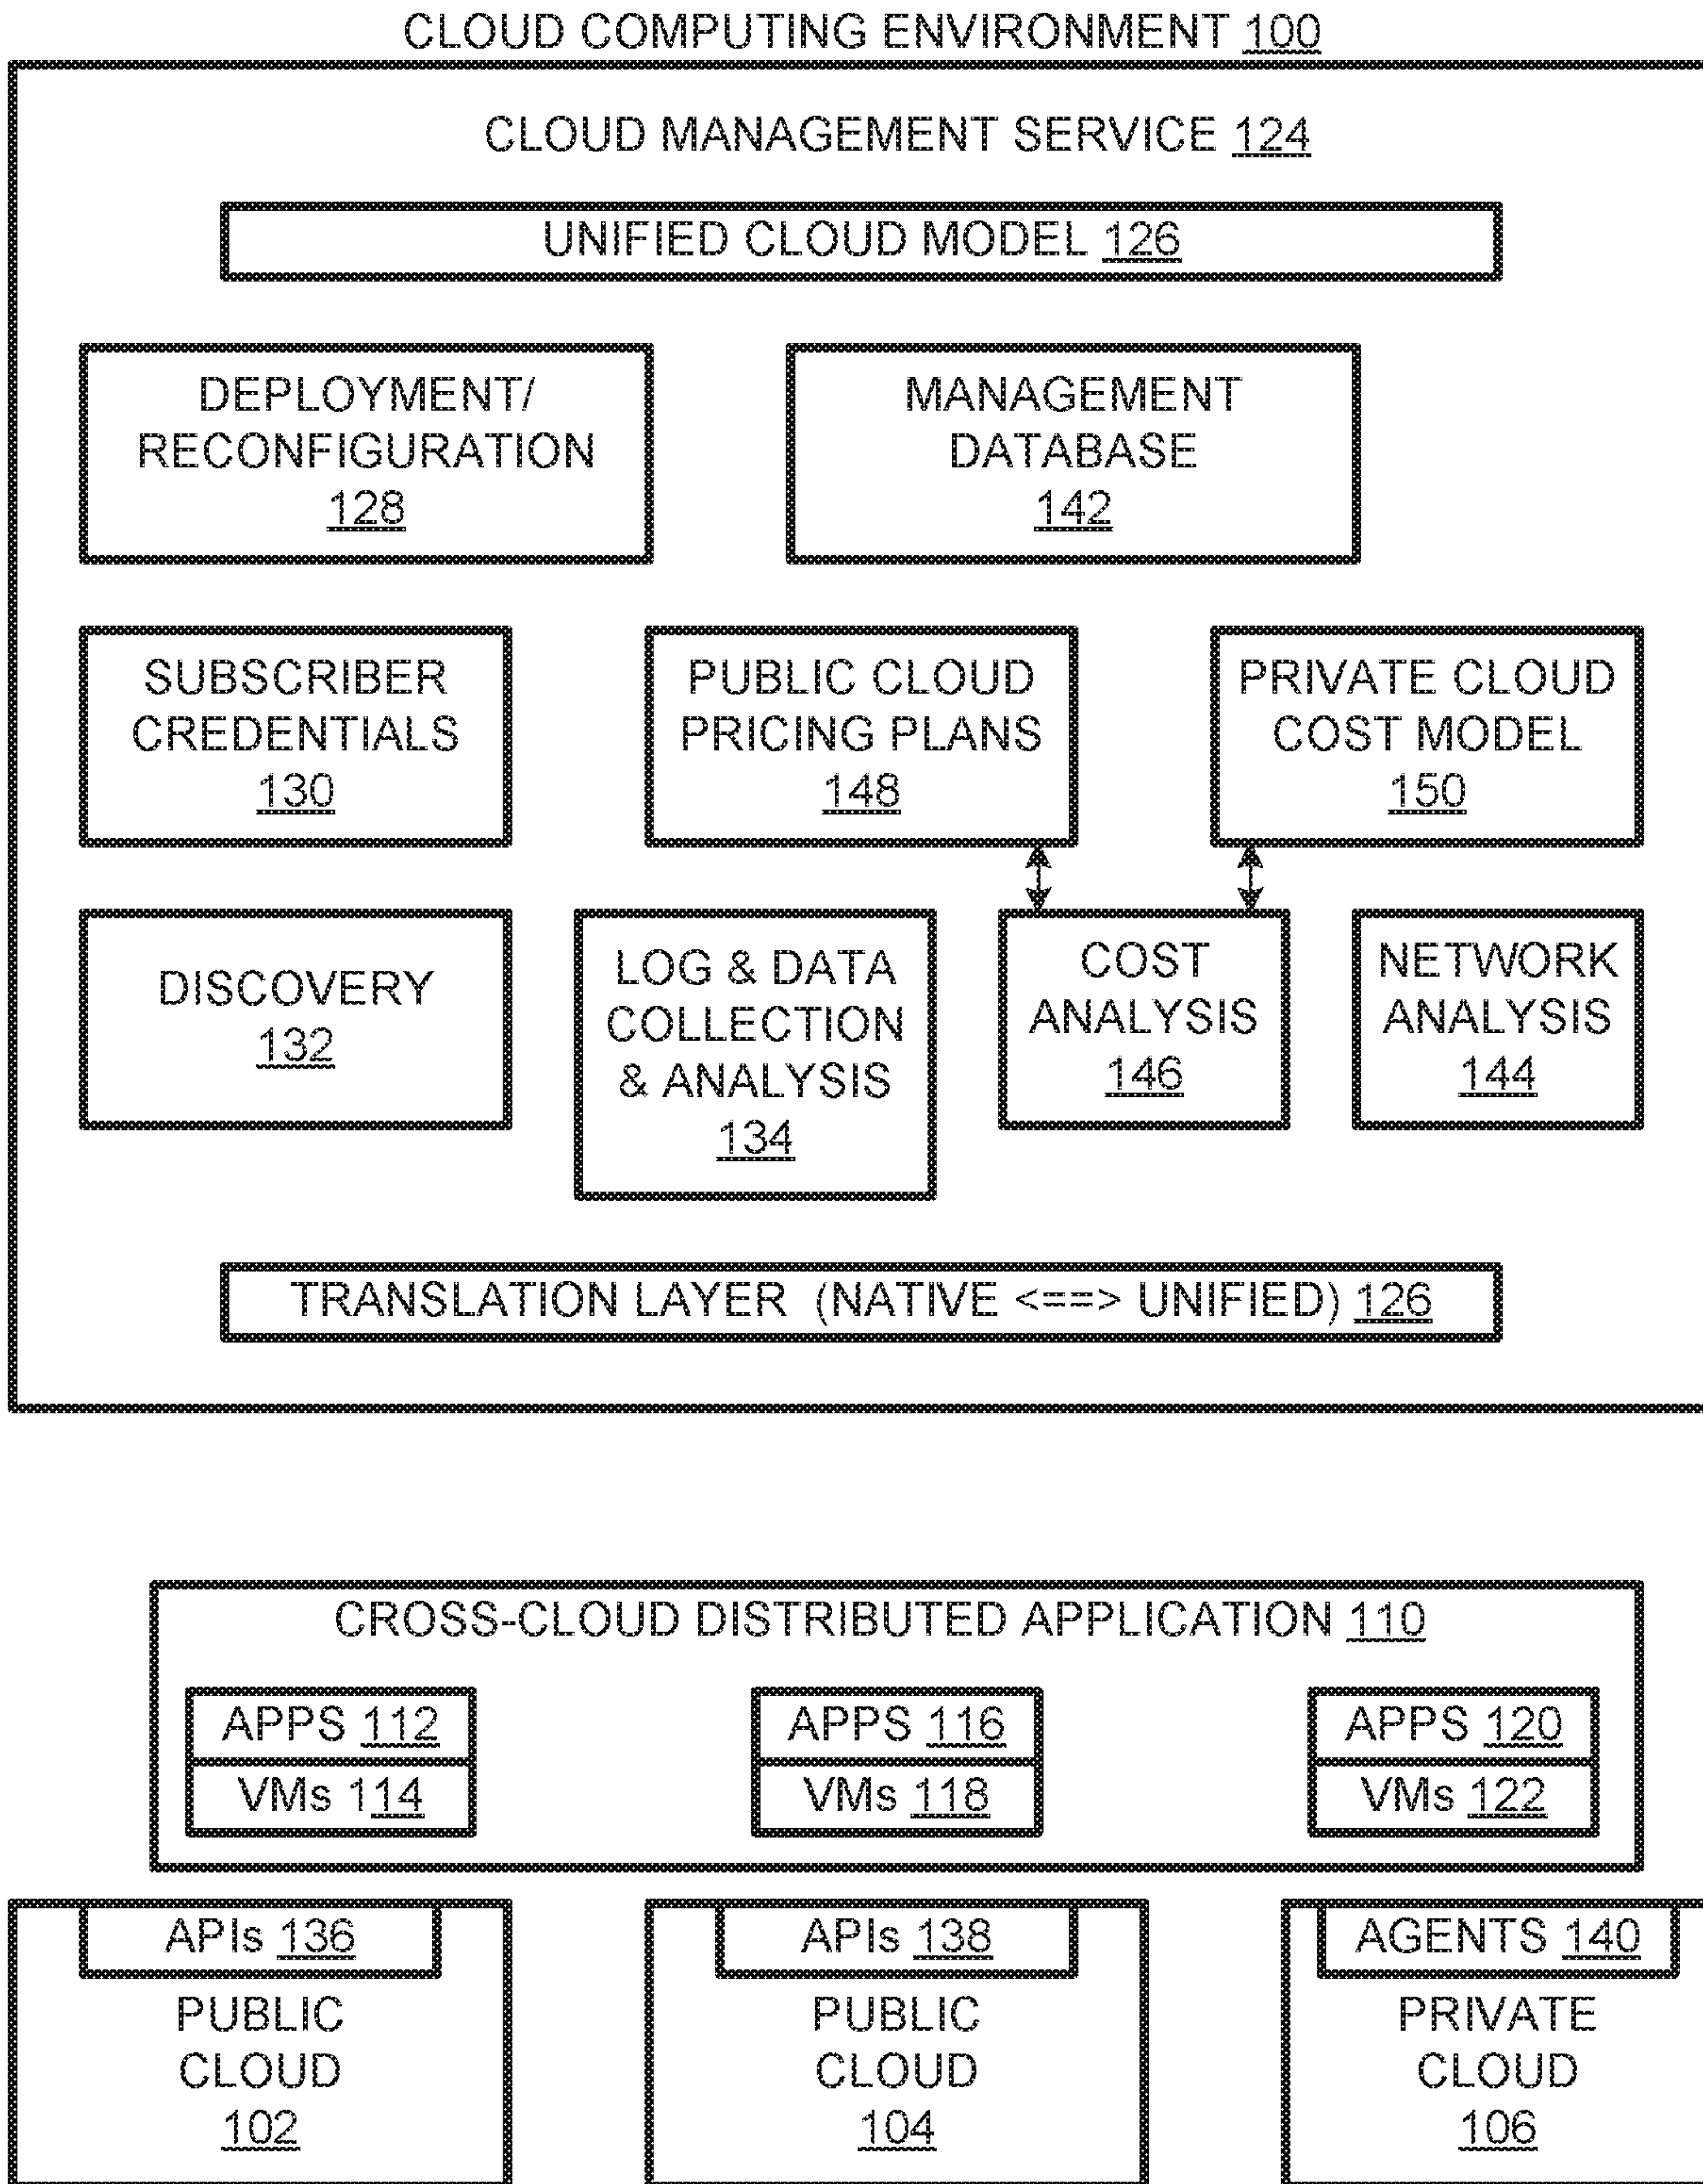 CLOUD COMPUTING ENVIRONMENT 100
CLOUD MANAGEMENT SERVICE 124
UNIFIED CLOUD MODEL 126
DEPLOYMENT/
RECONFIGURATION
128
MANAGEMENT
DATABASE
142
SUBSCRIBER
CREDENTIALS
130
PUBLIC CLOUD
PRICING PLANS
148
PRIVATE CLOUD
COST MODEL
150
DISCOVERY
132
LOG & DATA
COLLECTION
& ANALYSIS
134
COST
ANALYSIS
146
NETWORK
ANALYSIS
144
TRANSLATION LAYER (NATIVE <==> UNIFIED) 126
CROSS-CLOUD DISTRIBUTED APPLICATION 110
APPS 112
VMs 114
APPS 116
VMs 118
APPS 120
VMs 122
APIs 136
PUBLIC
CLOUD
102
APIs 138
PUBLIC
CLOUD
104
AGENTS 140
PRIVATE
CLOUD
106